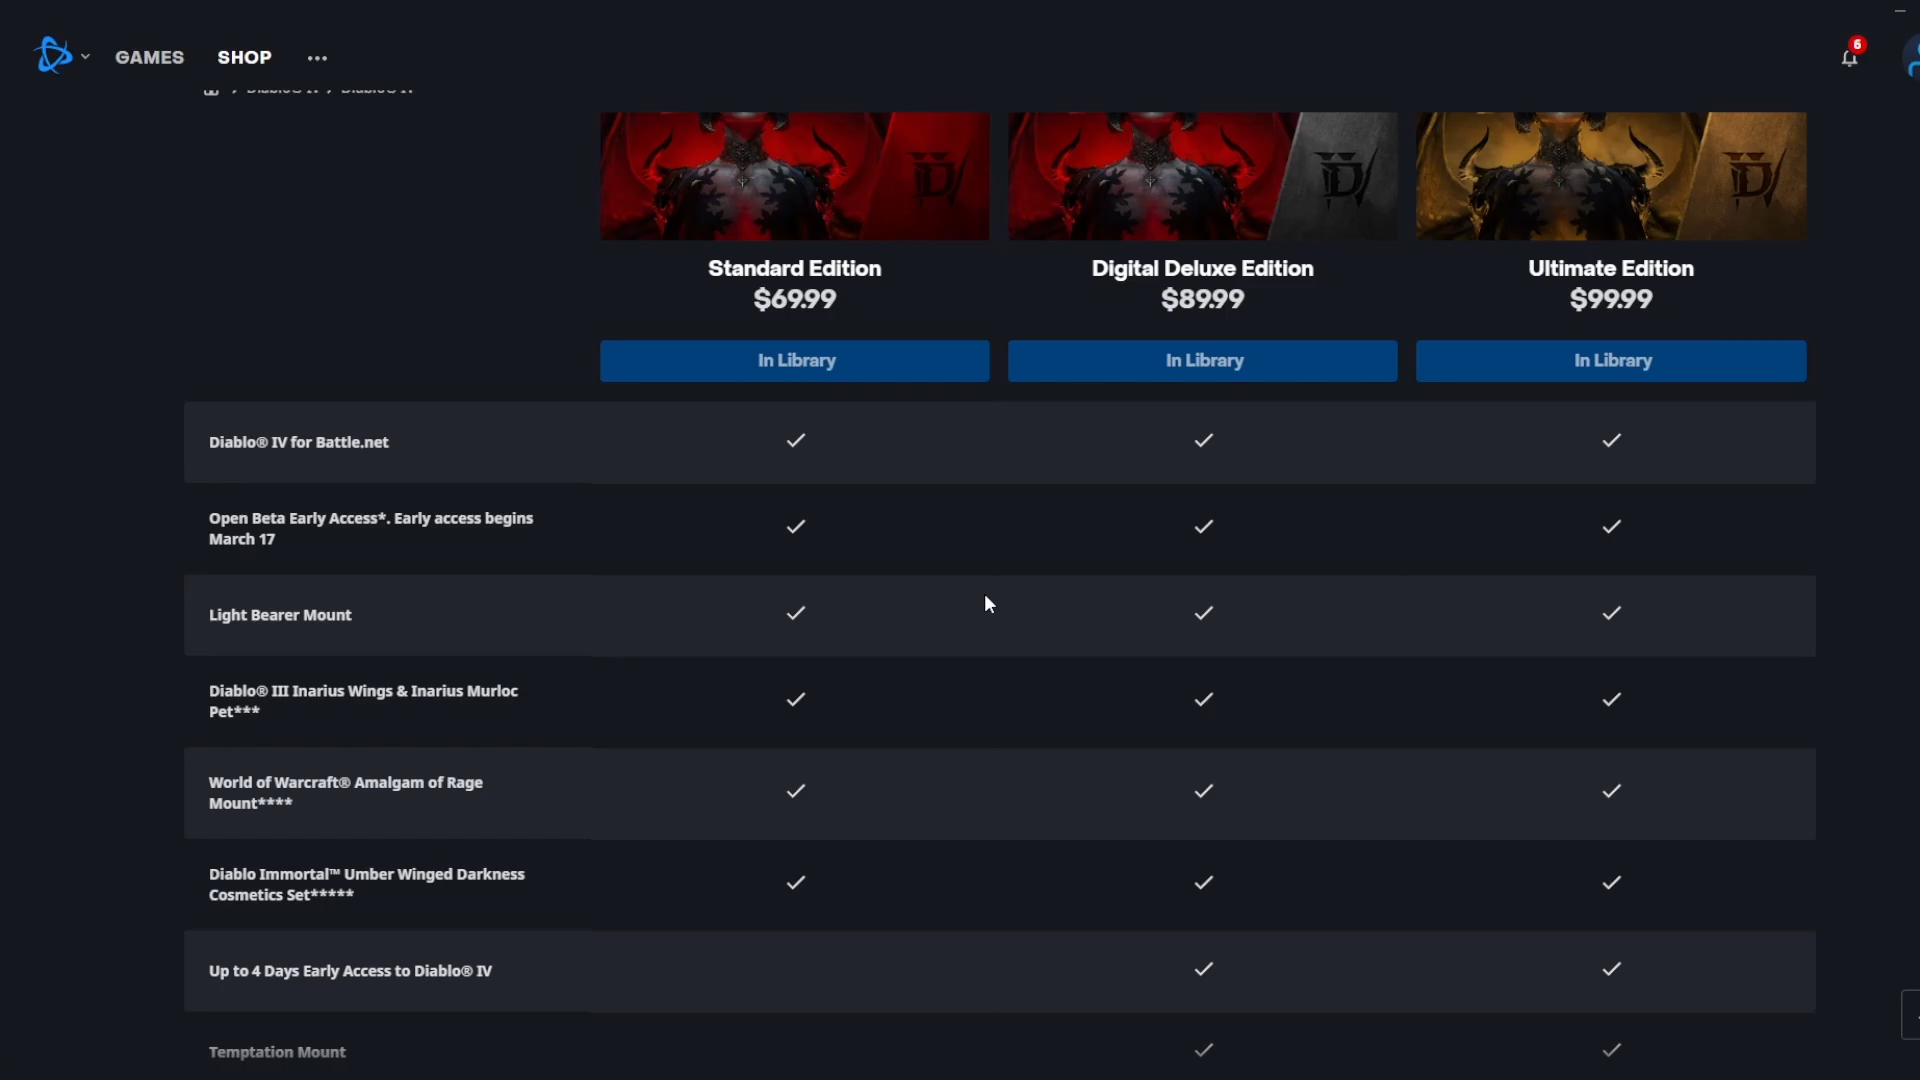 GAMES
SHOP
6
Standard Edition
$69.99
Digital Deluxe Edition
$89.99
Ultimate Edition
$99.99
In Library
In Library
In Library
Diablo® IV for Battle.net
Open Beta Early Access*. Early access begins
March 17
Light Bearer Mount
Diablo® III Inarius Wings & Inarius Murloc
Pet***
World of Warcraft® Amalgam of Rage
Mount****
Diablo Immortal™ Umber Winged Darkness
Cosmetics Set*****
Up to 4 Days Early Access to Diablo® IV
Temptation Mount